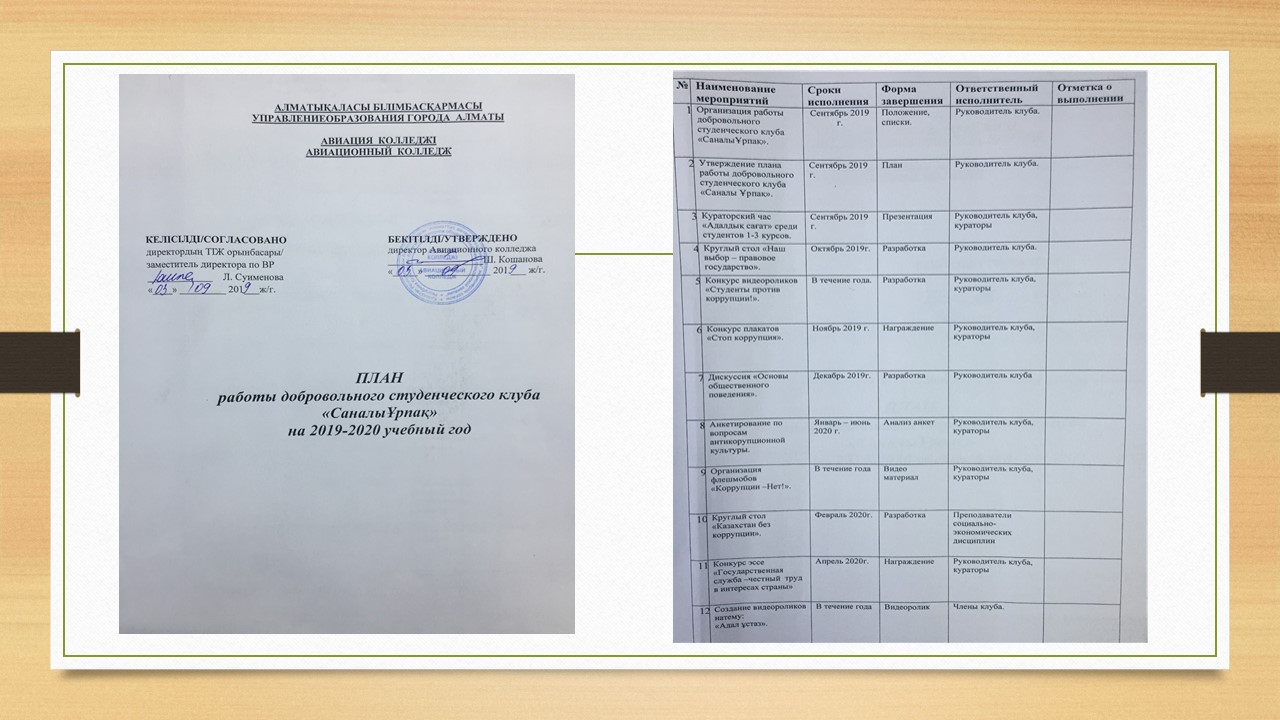 АЛМАТЫҚАЛАСЫ БІЛІМБАСҚАРМАСЫ
УПРАВЛЕНИЕОБРАЗОВАНИЯ ГОРОДА АЛМАТЫ
АВИАЦИЯ КОЛЛЕДЖІ
АВИАЦИОННЫЙ КОЛЛЕДЖ
КЕЛІСІЛДІ/СОГЛАСОВАНО
директордың ТІЖ орынбасары/
заместитель директора по ВР
Л. Суименова
«03» 09 2019 ж/г.
БЕКІТІЛДІ/УТВЕРЖДЕНО
директор Авиационного колледжа
Ш. Кошанова
«03» 09 2019 ж/г.
ПЛАН
работы добровольного студенческого клуба
«СаналыҰрпақ»
на 2019-2020 учебный год
№ Наименование мероприятий Сроки исполнения Форма завершения Ответственный исполнитель Отметка о выполнении
1 Организация работы добровольного студенческого клуба «СаналыҰрпақ». Сентябрь 2019 г. Положение, списки. Руководитель клуба.
2 Утверждение плана работы добровольного студенческого клуба «Саналы Ұрпақ». Сентябрь 2019 г. План Руководитель клуба.
3 Кураторский час «Адалдық сағат» среди студентов 1-3 курсов. Сентябрь 2019 г. Презентация Руководитель клуба, кураторы
4 Круглый стол «Наш выбор – правовое государство». Октябрь 2019г. Разработка Руководитель клуба.
5 Конкурс видеороликов «Студенты против коррупции!». В течение года. Разработка Руководитель клуба, кураторы
6 Конкурс плакатов «Стоп коррупция». Ноябрь 2019 г. Награждение Руководитель клуба, кураторы
7 Дискуссия «Основы общественного поведения». Декабрь 2019г. Разработка Руководитель клуба
8 Анкетирование по вопросам антикорупционной культуры. Январь – июнь 2020 г. Анализ анкет Руководитель клуба, кураторы
9 Организация флешмобов «Коррупции –Нет!». В течение года Видео материал Руководитель клуба, кураторы
10 Круглый стол «Казахстан без коррупции». Февраль 2020г. Разработка Преподаватели социально-экономических дисциплин
11 Конкурс эссе «Государственная служба –честный труд в интересах страны» Апрель 2020г. Награждение Руководитель клуба, кураторы
12 Создание видеороликов натему: «Адал ұстаз». В течение года Видеоролик Члены клуба.